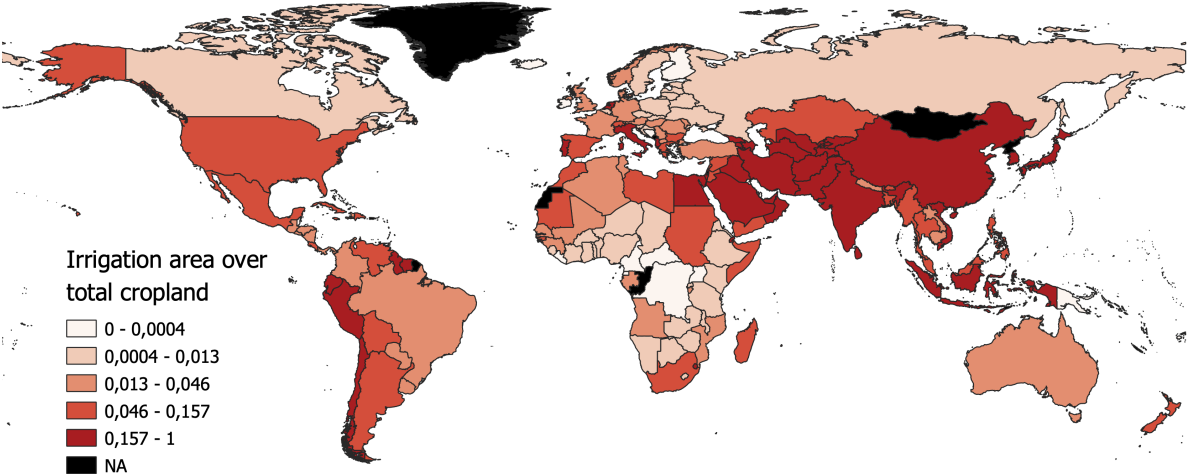 Irrigation area over
total cropland
0 - 0,0004
0,0004 - 0,013
0,013 - 0,046
0,046 - 0,157
0,157 - 1
NA